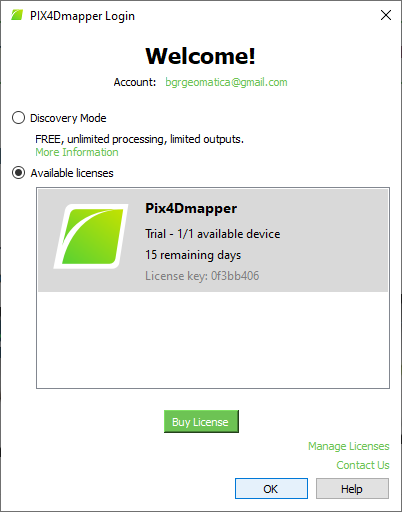 PIX4Dmapper Login
Welcome!
Account: bgrgeomatica@gmail.com
Discovery Mode
FREE, unlimited processing, limited outputs.
More Information
Available licenses
Pix4Dmapper
Trial - 1/1 available device
15 remaining days
License key: 0f3bb406
Buy License
Manage Licenses
Contact Us
OK Help